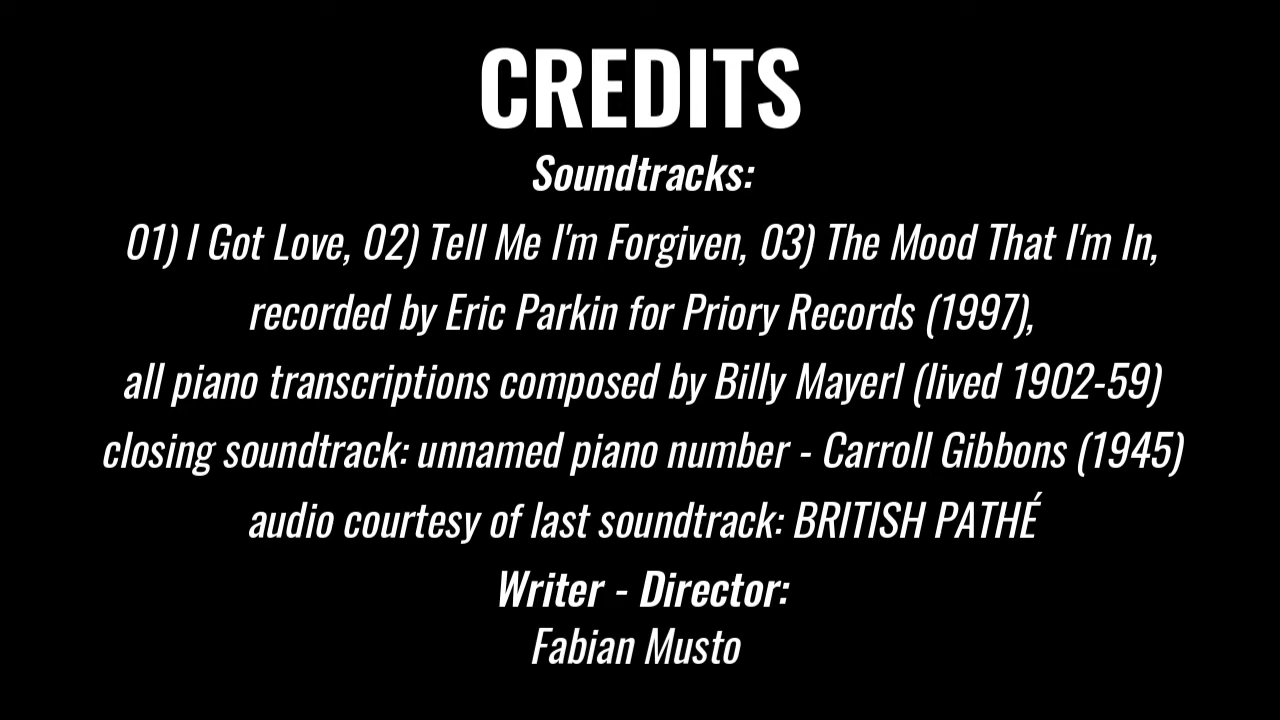 CREDITS
Soundtracks:
01) I Got Love, 02) Tell Me I'm Forgiven, 03) The Mood That I'm In,
recorded by Eric Parkin for Priory Records (1997),
all piano transcriptions composed by Billy Mayerl (lived 1902-59)
closing soundtrack: unnamed piano number - Carroll Gibbons (1945)
audio courtesy of last soundtrack: BRITISH PATHÉ
Writer - Director:
Fabian Musto